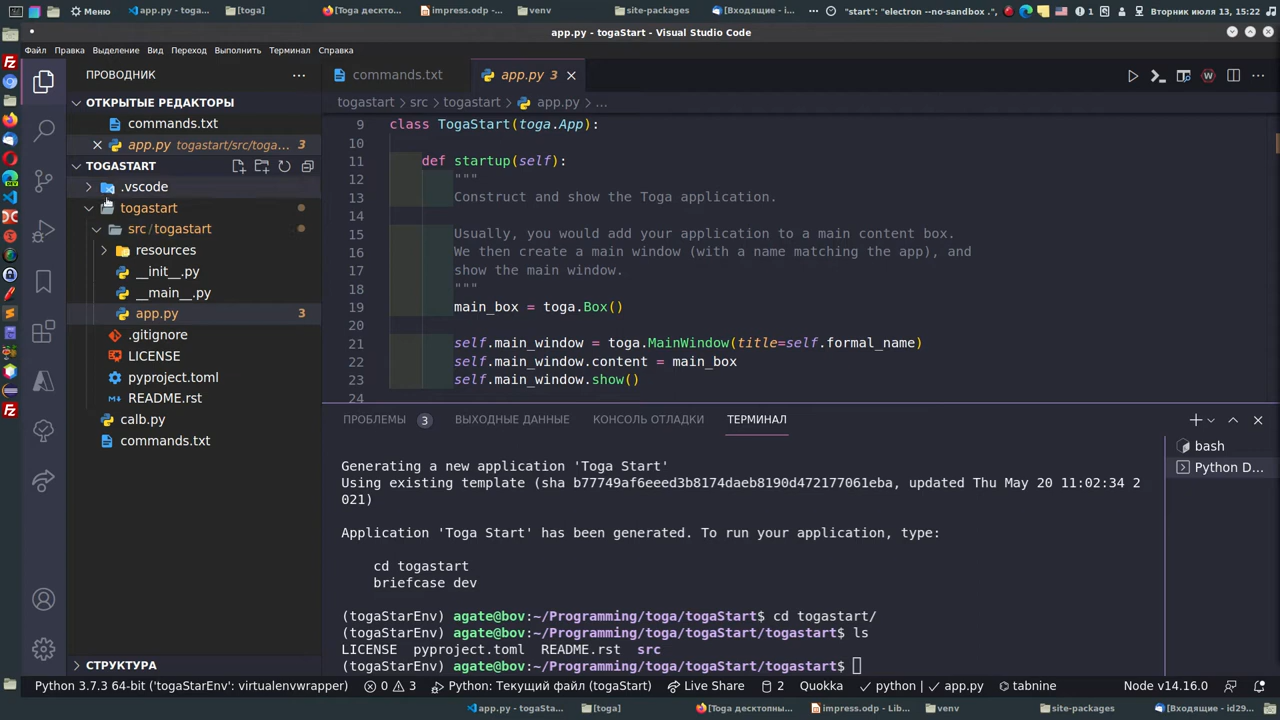 Меню
app.py - togaStart...
[toga]
[Toga дескто...
impress.odp - ...
venv
site-packages
[Входящие - i...
"start": "electron --no-sandbox .",
1
Вторник июля 13, 15:22
app.py - togaStart - Visual Studio Code
Файл Правка Выделение Вид Переход Выполнить Терминал Справка
ПРОВОДНИК
ОТКРЫТЫЕ РЕДАКТОРЫ
commands.txt
app.py togastart/src/toga... 3
TOGASTART
.vscode
togastart
src/togastart
resources
__init__.py
__main__.py
app.py 3
.gitignore
LICENSE
pyproject.toml
README.rst
calb.py
commands.txt
СТРУКТУРА
commands.txt
app.py 3
togastart › src › togastart › app.py › ...
9 class TogaStart(toga.App):
10
11 def startup(self):
12 """
13 Construct and show the Toga application.
14
15 Usually, you would add your application to a main content box.
16 We then create a main window (with a name matching the app), and
17 show the main window.
18 """
19 main_box = toga.Box()
20
21 self.main_window = toga.MainWindow(title=self.formal_name)
22 self.main_window.content = main_box
23 self.main_window.show()
24
ПРОБЛЕМЫ 3 ВЫХОДНЫЕ ДАННЫЕ КОНСОЛЬ ОТЛАДКИ ТЕРМИНАЛ
bash
Python D...
Generating a new application 'Toga Start'
Using existing template (sha b77749af6eeed3b8174daeb8190d472177061eba, updated Thu May 20 11:02:34 2
021)
Application 'Toga Start' has been generated. To run your application, type:
cd togastart
briefcase dev
(togaStarEnv) agate@bov:~/Programming/toga/togaStart$ cd togastart/
(togaStarEnv) agate@bov:~/Programming/toga/togaStart/togastart$ ls
LICENSE pyproject.toml README.rst src
(togaStarEnv) agate@bov:~/Programming/toga/togaStart/togastart$
Python 3.7.3 64-bit ('togaStarEnv': virtualenvwrapper) 0 3 Python: Текущий файл (togaStart) Live Share 2 Quokka python | app.py tabnine Node v14.16.0
app.py - togaSta...
[toga]
[Toga десктопны...
impress.odp - Lib...
venv
site-packages
[Входящие - id29...